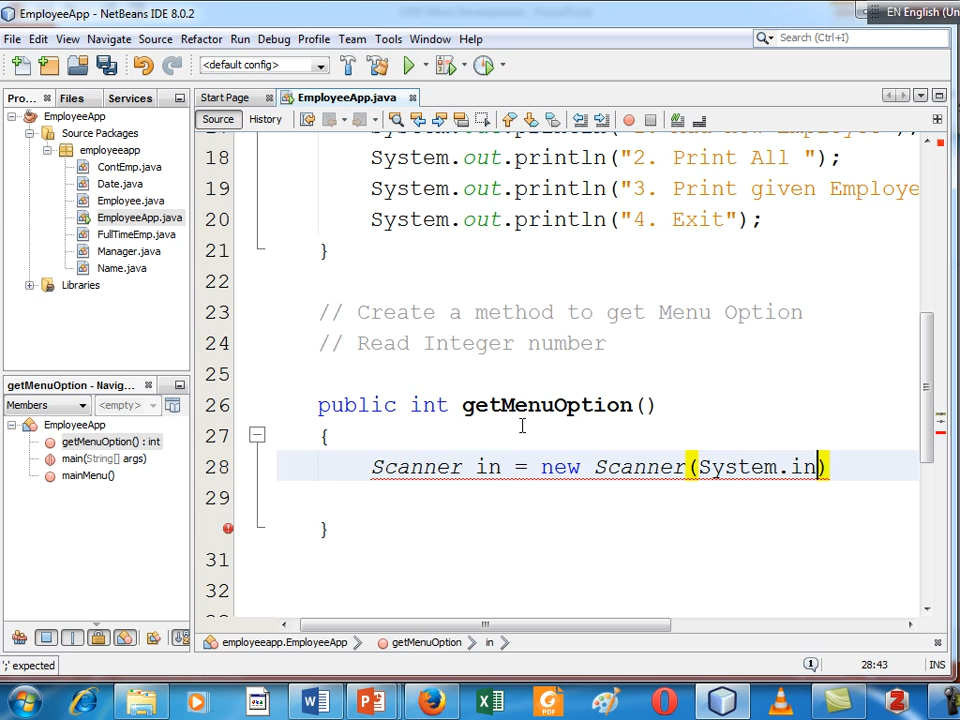 EmployeeApp - NetBeans IDE 8.0.2
EN English (Un
File Edit View Navigate Source Refactor Run Debug Profile Team Tools Window Help
Search (Ctrl+I)
<default config>
Pro... Files Services
Start Page EmployeeApp.java
Source History
EmployeeApp
Source Packages
employeeapp
ContEmp.java
Date.java
Employee.java
EmployeeApp.java
FullTimeEmp.java
Manager.java
Name.java
Libraries
18 System.out.println("2. Print All ");
19 System.out.println("3. Print given Employe
20 System.out.println("4. Exit");
21 }
22
23 // Create a method to get Menu Option
24 // Read Integer number
25
26 public int getMenuOption()
27 {
28 Scanner in = new Scanner(System.in)
29
}
31
32
getMenuOption - Navig...
Members <empty>
EmployeeApp
getMenuOption() : int
main(String[] args)
mainMenu()
employeeapp.EmployeeApp getMenuOption in
';' expected
1
28:43 INS